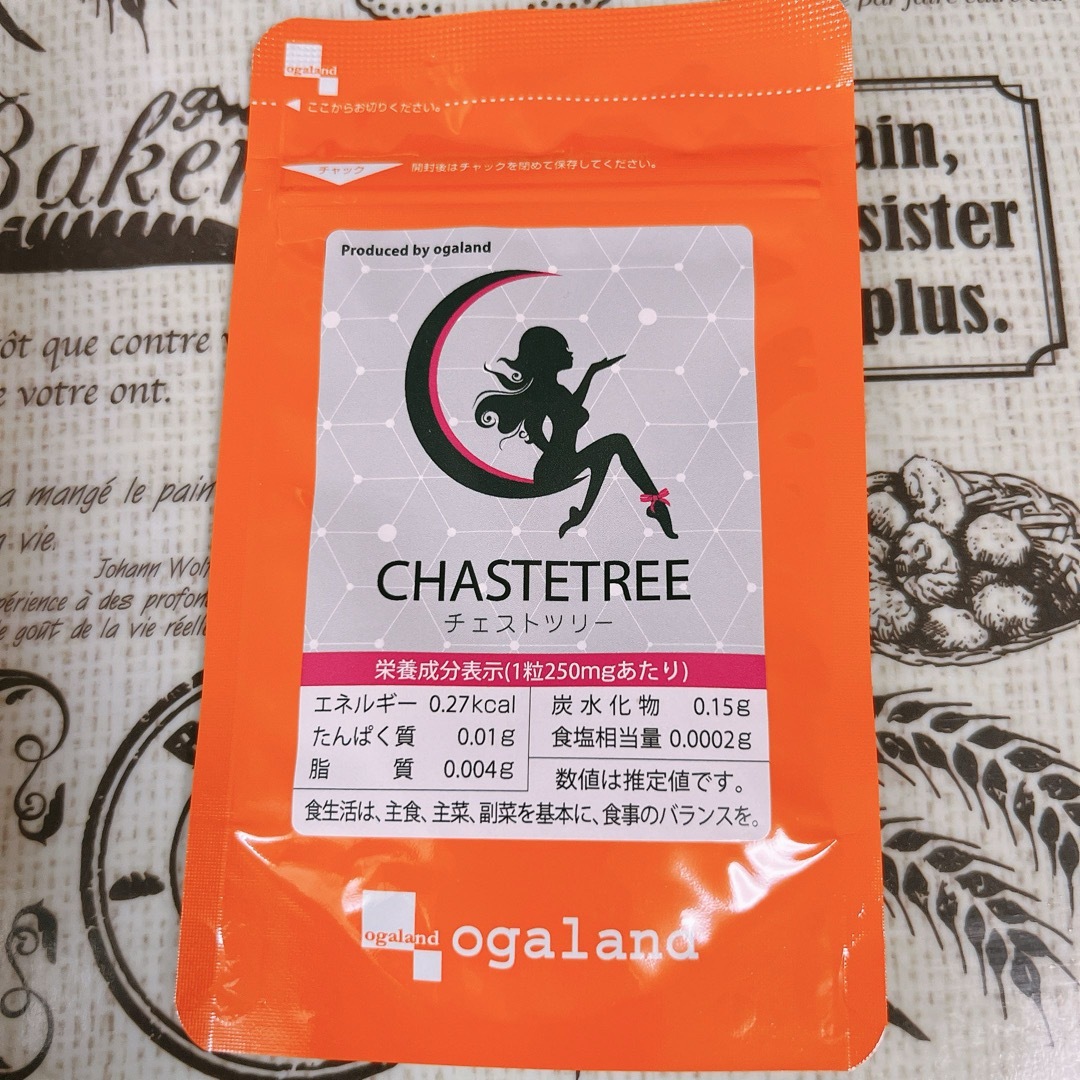 ogaland
ここからお切りください。
チャック
開封後はチャックを閉めて保存してください。
Produced by ogaland
CHASTETREE
チェストツリー
栄養成分表示(1粒250mgあたり)
エネルギー 0.27kcal
たんぱく質 0.01g
脂質 0.004g
炭水化物 0.15g
食塩相当量 0.0002g
数値は推定値です。
食生活は、主食、主菜、副菜を基本に、食事のバランスを。
ogaland
ogaland
ain,
sister
plus.
ôt que contre
votre ont.
a mangé le pain
vie.
Johann Wolf
périence à des profon
goût de la vie réelle